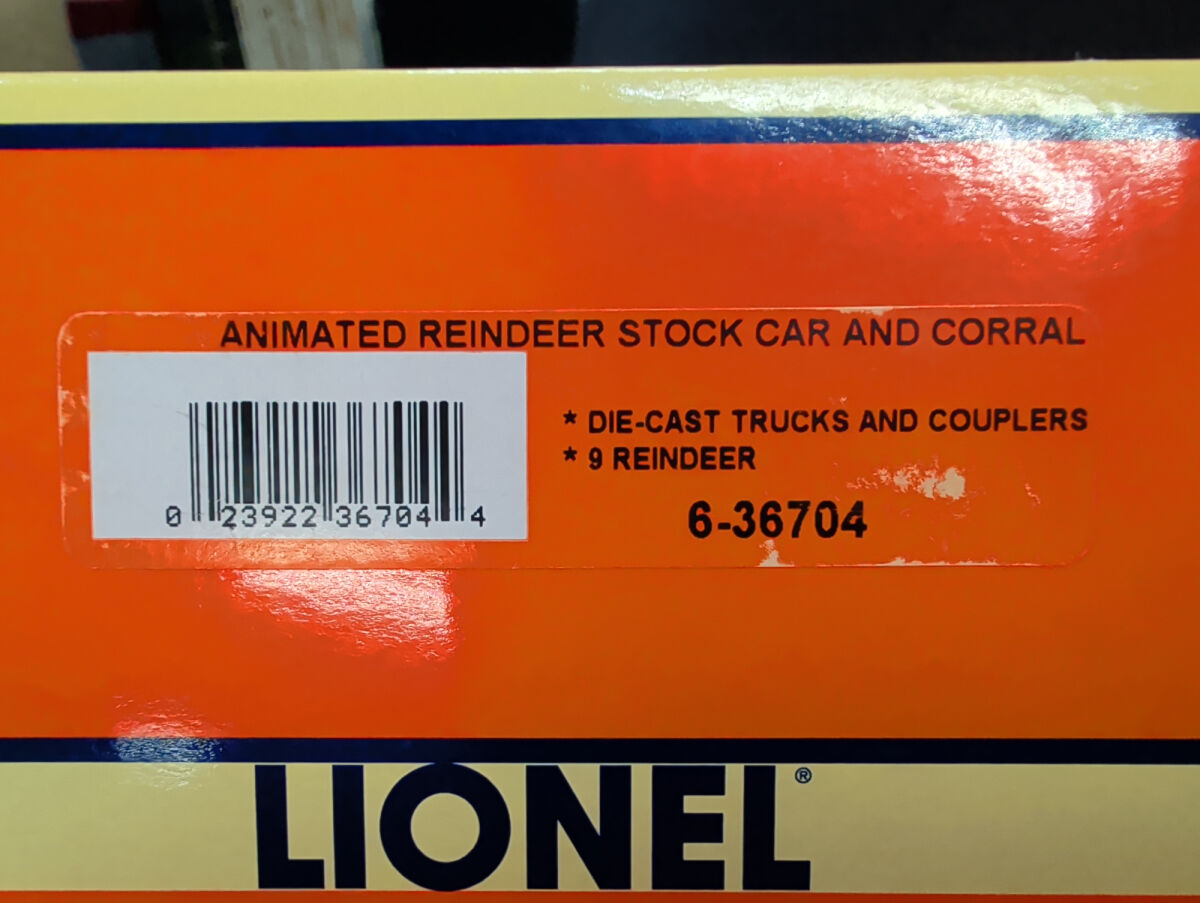 ANIMATED REINDEER STOCK CAR AND CORRAL
* DIE-CAST TRUCKS AND COUPLERS
* 9 REINDEER
6-36704
0 23922 36704 4
LIONEL®